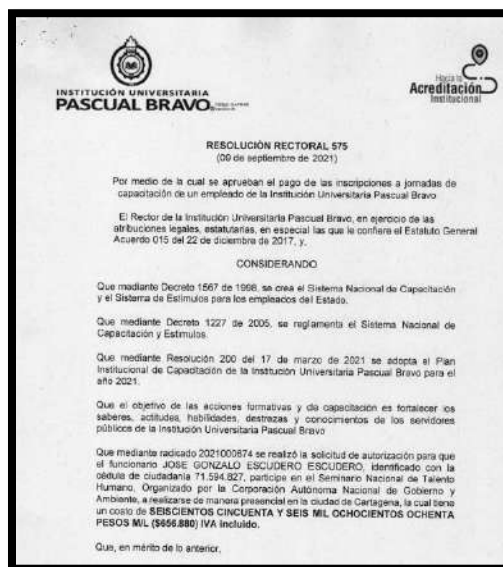 INSTITUCIÓN UNIVERSITARIA
PASCUAL BRAVO
Hacia la
Acreditación
Institucional
RESOLUCIÓN RECTORAL 575
(09 de septiembre de 2021)
Por medio de la cual se aprueban el pago de las inscripciones a jornadas de
capacitación de un empleado de la Institución Universitaria Pascual Bravo
El Rector de la Institución Universitaria Pascual Bravo, en ejercicio de las
atribuciones legales, estatutarias, en especial las que le confiere el Estatuto General
Acuerdo 015 del 22 de diciembre de 2017, y,
CONSIDERANDO
Que mediante Decreto 1567 de 1998, se crea el Sistema Nacional de Capacitación
y el Sistema de Estímulos para los empleados del Estado.
Que mediante Decreto 1227 de 2005, se reglamenta el Sistema Nacional de
Capacitación y Estímulos.
Que mediante Resolución 200 del 17 de marzo de 2021 se adopta el Plan
Institucional de Capacitación de la Institución Universitaria Pascual Bravo para el
año 2021.
Que el objetivo de las acciones formativas y de capacitación es fortalecer los
saberes, actitudes, habilidades, destrezas y conocimientos de los servidores
públicos de la Institución Universitaria Pascual Bravo
Que mediante radicado 2021000874 se realizó la solicitud de autorización para que
el funcionario JOSE GONZALO ESCUDERO ESCUDERO, identificado con la
cédula de ciudadanía 71.594.827, participe en el Seminario Nacional de Talento
Humano, Organizado por la Corporación Autónoma Nacional de Gobierno y
Ambiente, a realizarse de manera presencial en la ciudad de Cartagena, la cual tiene
un costo de SEISCIENTOS CINCUENTA Y SEIS MIL OCHOCIENTOS OCHENTA
PESOS M/L ($656.880) IVA incluido.
Que, en mérito de lo anterior,